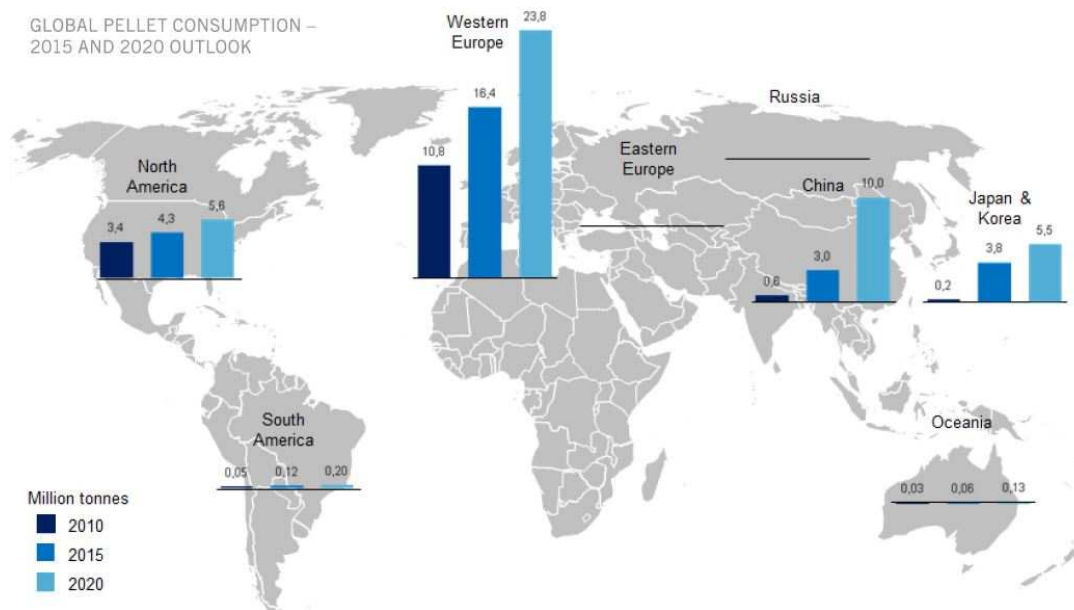 GLOBAL PELLET CONSUMPTION –
2015 AND 2020 OUTLOOK
Western
Europe
23,8
16,4
10,8
North
America
3,4
4,3
5,6
Russia
Eastern
Europe
China
0,6
3,0
10,0
Japan &
Korea
0,2
3,8
5,5
South
America
0,05
0,12
0,20
Oceania
0,03
0,06
0,13
Million tonnes
2010
2015
2020